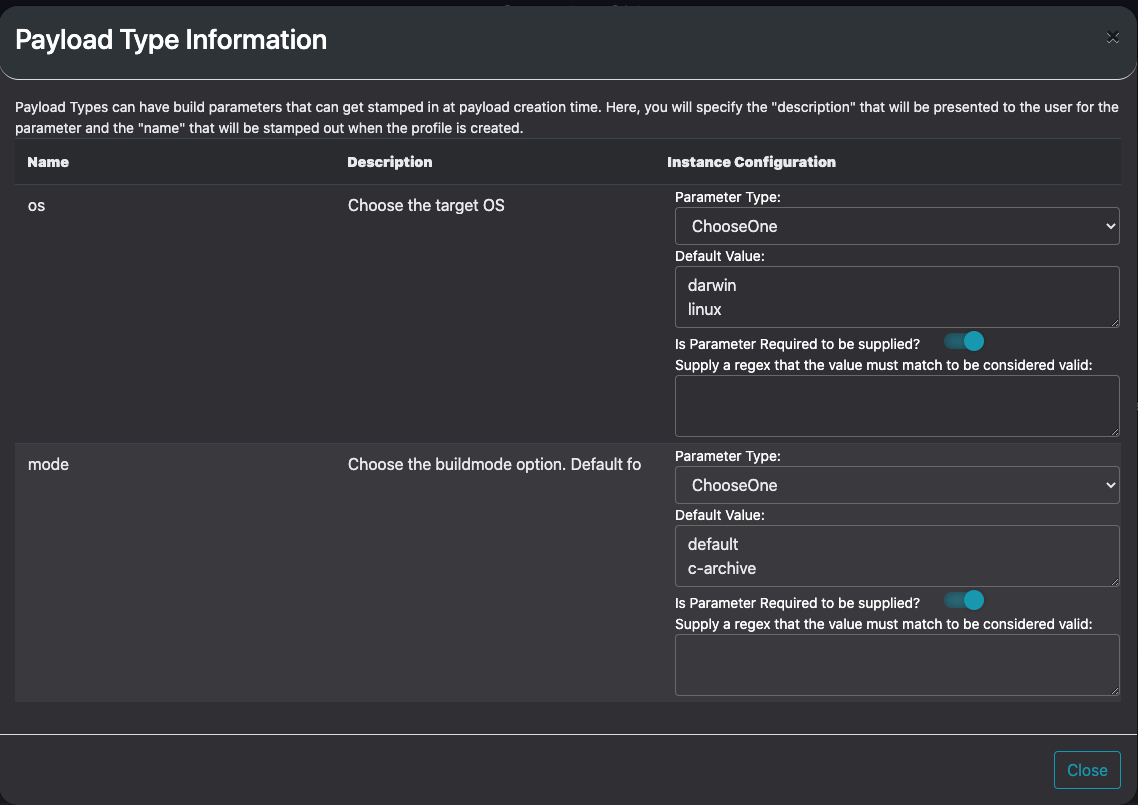 Payload Type Information
Payload Types can have build parameters that can get stamped in at payload creation time. Here, you will specify the "description" that will be presented to the user for the
parameter and the "name" that will be stamped out when the profile is created.
Name Description Instance Configuration
os Choose the target OS
Parameter Type:
ChooseOne
Default Value:
darwin
linux
Is Parameter Required to be supplied?
Supply a regex that the value must match to be considered valid:
mode Choose the buildmode option. Default fo
Parameter Type:
ChooseOne
Default Value:
default
c-archive
Is Parameter Required to be supplied?
Supply a regex that the value must match to be considered valid:
Close